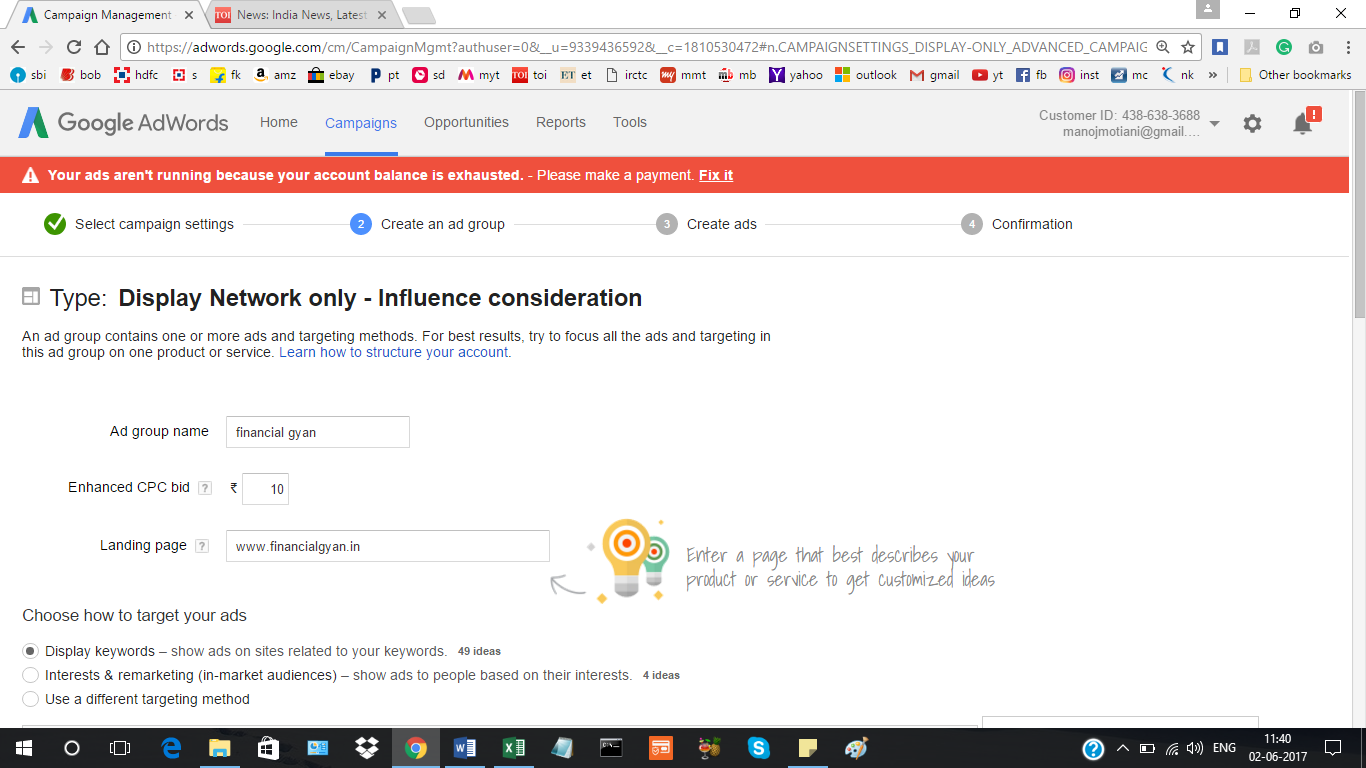 Campaign Management
TOI News: India News, Latest
https://adwords.google.com/cm/CampaignMgmt?authuser=0&__u=9339436592&__c=1810530472#n.CAMPAIGNSETTINGS_DISPLAY-ONLY_ADVANCED_CAMPAIG
sbi bob hdfc s fk amz ebay pt sd myt TOI toi ET et irctc my mmt mb mb yahoo outlook gmail yt fb inst mc nk » Other bookmarks
Google AdWords Home Campaigns Opportunities Reports Tools
Customer ID: 438-638-3688
manojmotiani@gmail....
!
Your ads aren't running because your account balance is exhausted. - Please make a payment. Fix it
Select campaign settings 2 Create an ad group 3 Create ads 4 Confirmation
Type: Display Network only - Influence consideration
An ad group contains one or more ads and targeting methods. For best results, try to focus all the ads and targeting in
this ad group on one product or service. Learn how to structure your account.
Ad group name financial gyan
Enhanced CPC bid ? ₹ 10
Landing page ? www.financialgyan.in
Enter a page that best describes your
product or service to get customized ideas
Choose how to target your ads
Display keywords – show ads on sites related to your keywords. 49 ideas
Interests & remarketing (in-market audiences) – show ads to people based on their interests. 4 ideas
Use a different targeting method
ENG
11:40
02-06-2017